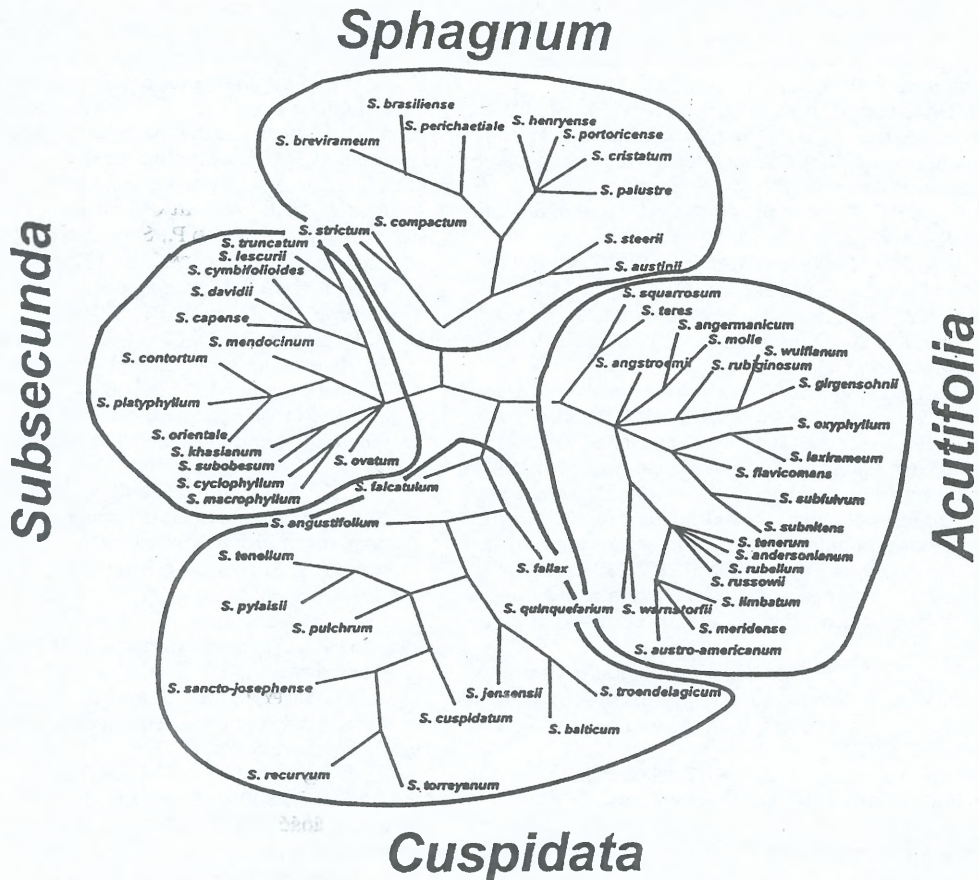 Sphagnum
S. brasiliense
S. perichaetiale
S. henryense
S. portoricense
S. brevirameum
S. cristatum
S. palustre
S. strictum
S. compactum
S. steerii
S. austinii
Subsecunda
S. truncatum
S. lescurii
S. cymbifolioides
S. davidii
S. capense
S. mendocinum
S. contortum
S. platyphyllum
S. orientale
S. khasianum
S. subobesum
S. cyclophyllum
S. macrophyllum
S. ovatum
Acutifolia
S. squarrosum
S. teres
S. angermanicum
S. molle
S. wulfianum
S. angstroemii
S. rubiginosum
S. girgensohnii
S. oxyphyllum
S. laxirameum
S. flavicomans
S. subfulvum
S. subnitens
S. tenerum
S. andersonianum
S. rubellum
S. russowii
S. limbatum
S. meridense
S. austro-americanum
S. quinquefarium
S. warnstorfii
S. falcatulum
S. angustifolium
S. tenellum
S. fallax
S. pylaisii
S. pulchrum
S. sancto-josephense
S. jensensii
S. troendelagicum
S. cuspidatum
S. balticum
S. recurvum
S. torreyanum
Cuspidata